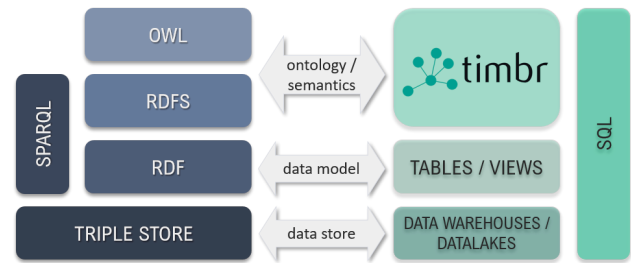 OWL
ontology /
semantics
timbr
RDFS
SPARQL
SQL
RDF
data model
TABLES / VIEWS
TRIPLE STORE
data store
DATA WAREHOUSES /
DATALAKES